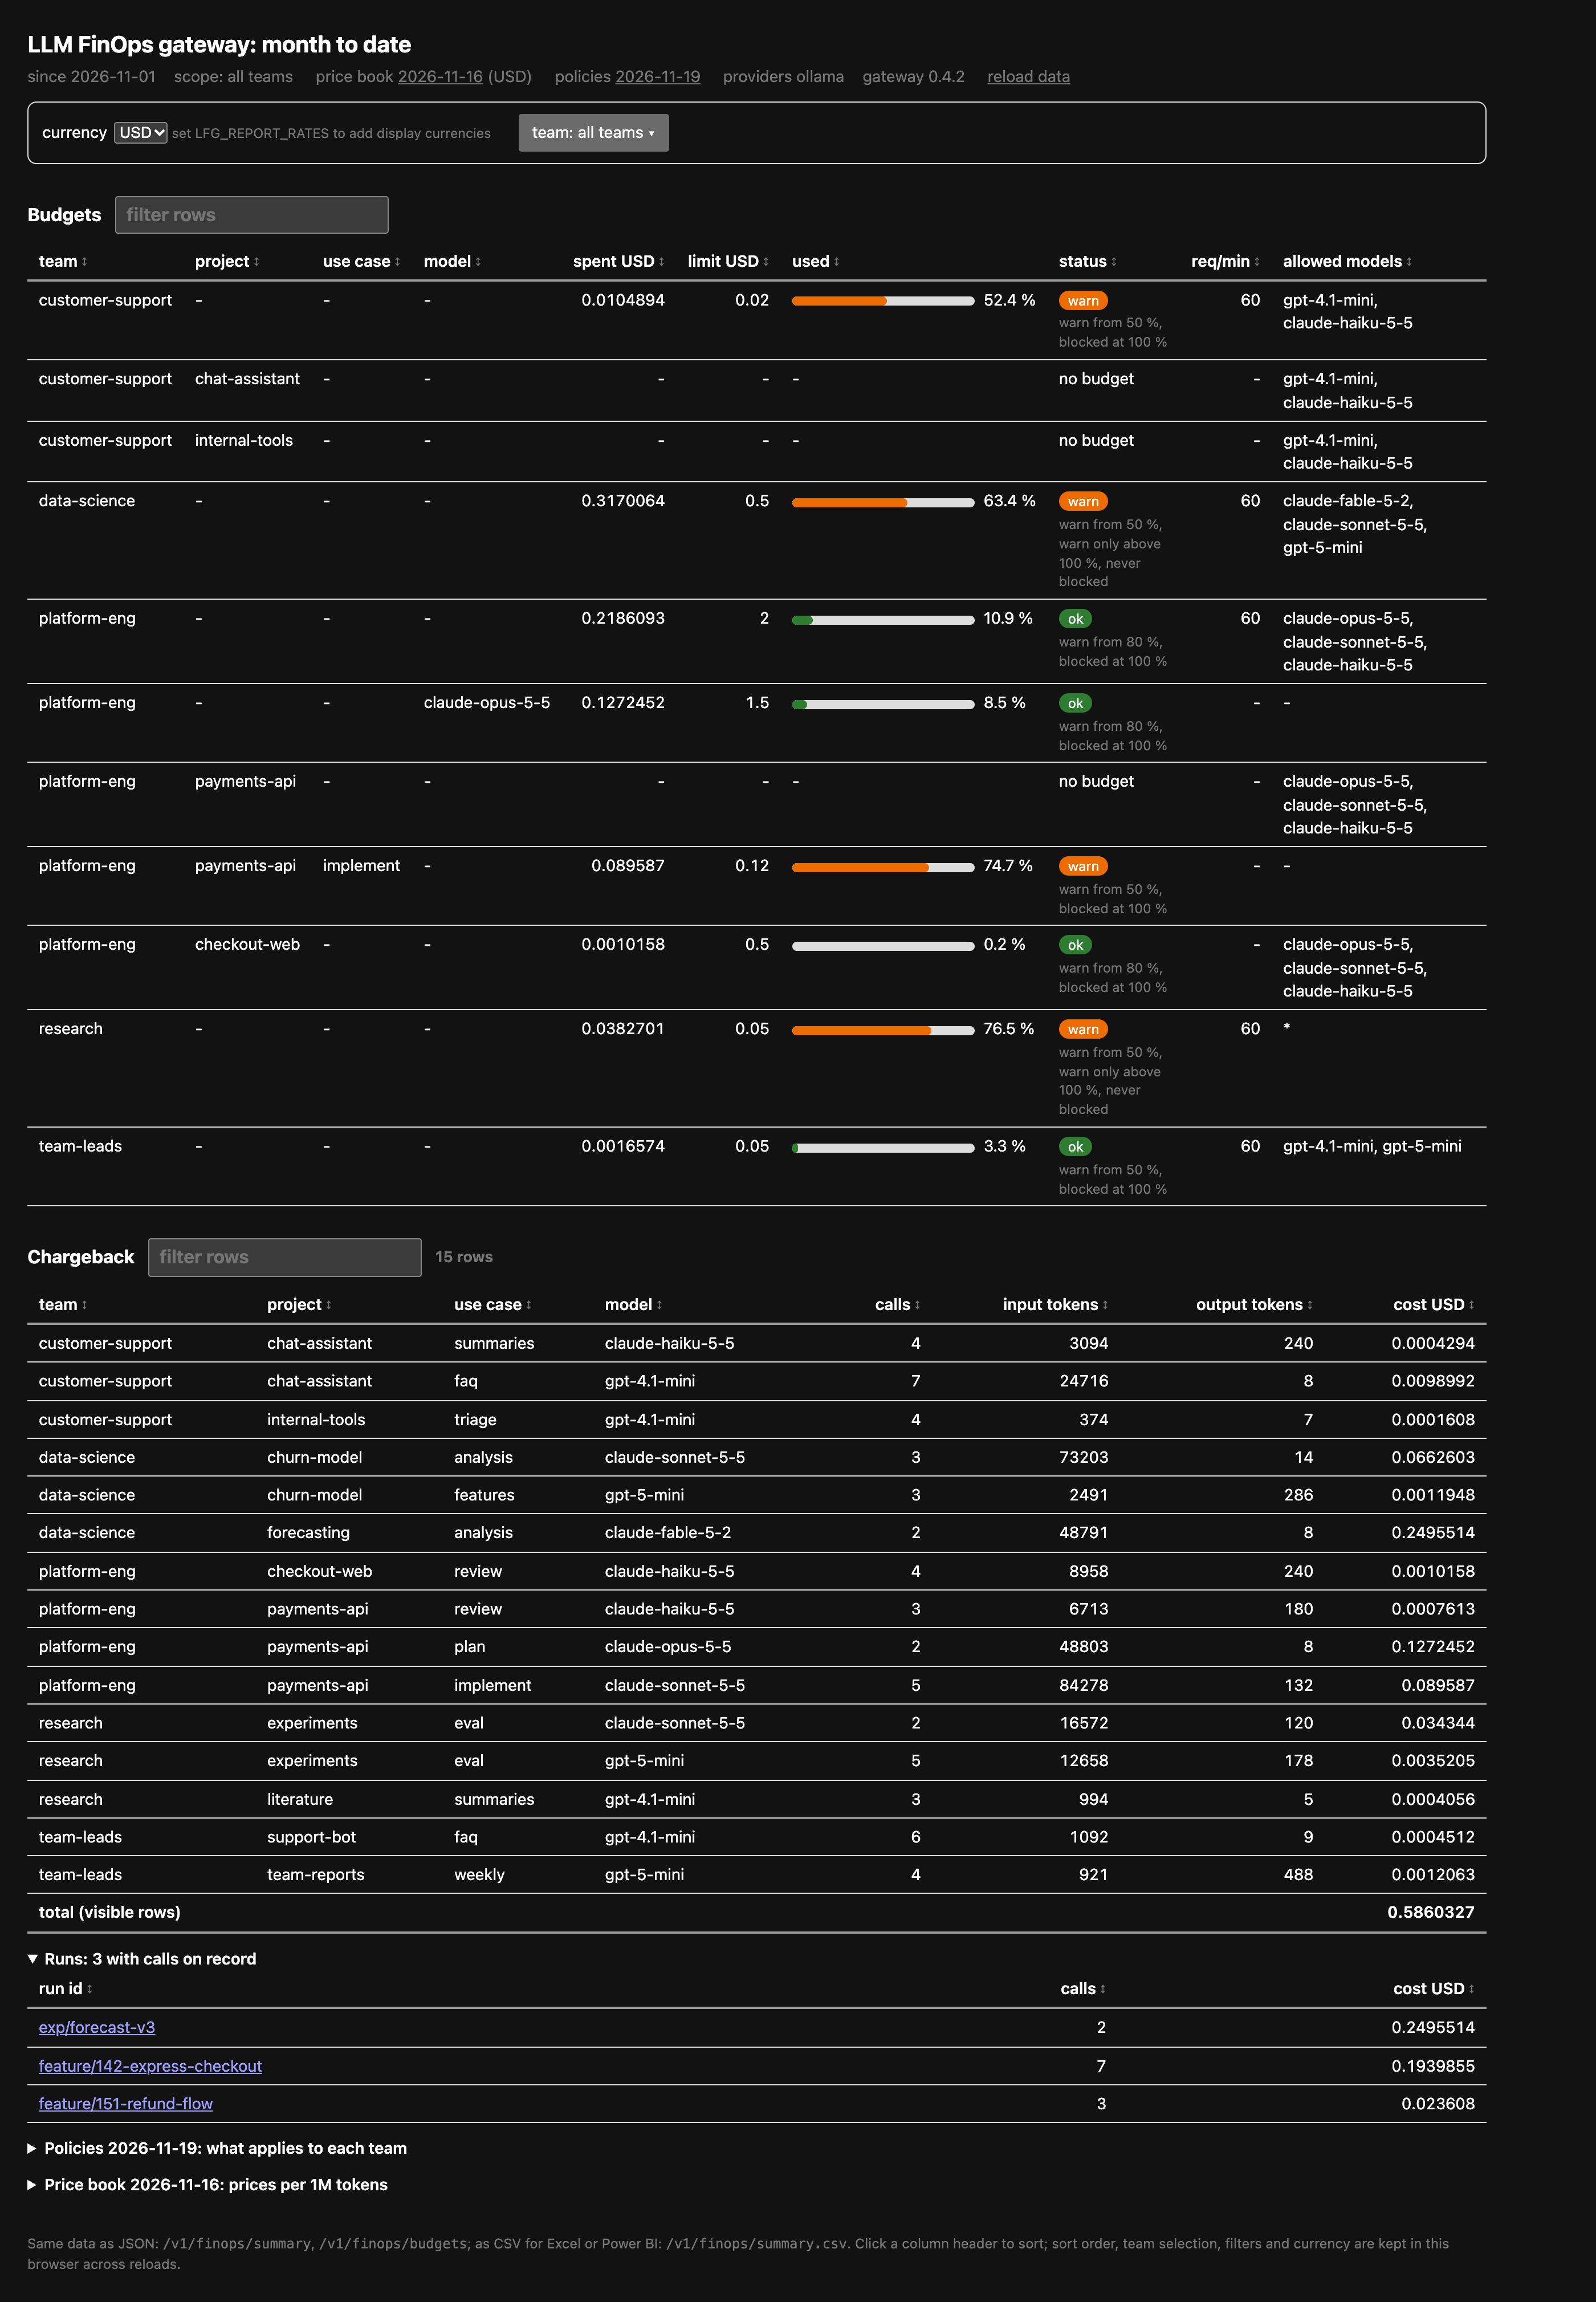 LLM FinOps gateway: month to date
since 2026-11-01 scope: all teams price book 2026-11-16 (USD) policies 2026-11-19 providers ollama gateway 0.4.2 reload data
currency USD set LFG_REPORT_RATES to add display currencies team: all teams ▾
Budgets filter rows
team ↕ project ↕ use case ↕ model ↕ spent USD ↕ limit USD ↕ used ↕ status ↕ req/min ↕ allowed models ↕
customer-support - - - 0.0104894 0.02 52.4 % warn 60 gpt-4.1-mini,
claude-haiku-5-5
warn from 50 %,
blocked at 100 %
customer-support chat-assistant - - - - - no budget - gpt-4.1-mini,
claude-haiku-5-5
customer-support internal-tools - - - - - no budget - gpt-4.1-mini,
claude-haiku-5-5
data-science - - - 0.3170064 0.5 63.4 % warn 60 claude-fable-5-2,
claude-sonnet-5-5,
gpt-5-mini
warn from 50 %,
warn only above
100 %, never
blocked
platform-eng - - - 0.2186093 2 10.9 % ok 60 claude-opus-5-5,
claude-sonnet-5-5,
claude-haiku-5-5
warn from 80 %,
blocked at 100 %
platform-eng - - claude-opus-5-5 0.1272452 1.5 8.5 % ok - -
warn from 80 %,
blocked at 100 %
platform-eng payments-api - - - - - no budget - claude-opus-5-5,
claude-sonnet-5-5,
claude-haiku-5-5
platform-eng payments-api implement - 0.089587 0.12 74.7 % warn - -
warn from 50 %,
blocked at 100 %
platform-eng checkout-web - - 0.0010158 0.5 0.2 % ok - claude-opus-5-5,
claude-sonnet-5-5,
claude-haiku-5-5
warn from 80 %,
blocked at 100 %
research - - - 0.0382701 0.05 76.5 % warn 60 *
warn from 50 %,
warn only above
100 %, never
blocked
team-leads - - - 0.0016574 0.05 3.3 % ok 60 gpt-4.1-mini, gpt-5-mini
warn from 50 %,
blocked at 100 %
Chargeback filter rows 15 rows
team ↕ project ↕ use case ↕ model ↕ calls ↕ input tokens ↕ output tokens ↕ cost USD ↕
customer-support chat-assistant summaries claude-haiku-5-5 4 3094 240 0.0004294
customer-support chat-assistant faq gpt-4.1-mini 7 24716 8 0.0098992
customer-support internal-tools triage gpt-4.1-mini 4 374 7 0.0001608
data-science churn-model analysis claude-sonnet-5-5 3 73203 14 0.0662603
data-science churn-model features gpt-5-mini 3 2491 286 0.0011948
data-science forecasting analysis claude-fable-5-2 2 48791 8 0.2495514
platform-eng checkout-web review claude-haiku-5-5 4 8958 240 0.0010158
platform-eng payments-api review claude-haiku-5-5 3 6713 180 0.0007613
platform-eng payments-api plan claude-opus-5-5 2 48803 8 0.1272452
platform-eng payments-api implement claude-sonnet-5-5 5 84278 132 0.089587
research experiments eval claude-sonnet-5-5 2 16572 120 0.034344
research experiments eval gpt-5-mini 5 12658 178 0.0035205
research literature summaries gpt-4.1-mini 3 994 5 0.0004056
team-leads support-bot faq gpt-4.1-mini 6 1092 9 0.0004512
team-leads team-reports weekly gpt-5-mini 4 921 488 0.0012063
total (visible rows) 0.5860327
▼ Runs: 3 with calls on record
run id ↕ calls ↕ cost USD ↕
exp/forecast-v3 2 0.2495514
feature/142-express-checkout 7 0.1939855
feature/151-refund-flow 3 0.023608
▶ Policies 2026-11-19: what applies to each team
▶ Price book 2026-11-16: prices per 1M tokens
Same data as JSON: /v1/finops/summary, /v1/finops/budgets; as CSV for Excel or Power BI: /v1/finops/summary.csv. Click a column header to sort; sort order, team selection, filters and currency are kept in this
browser across reloads.